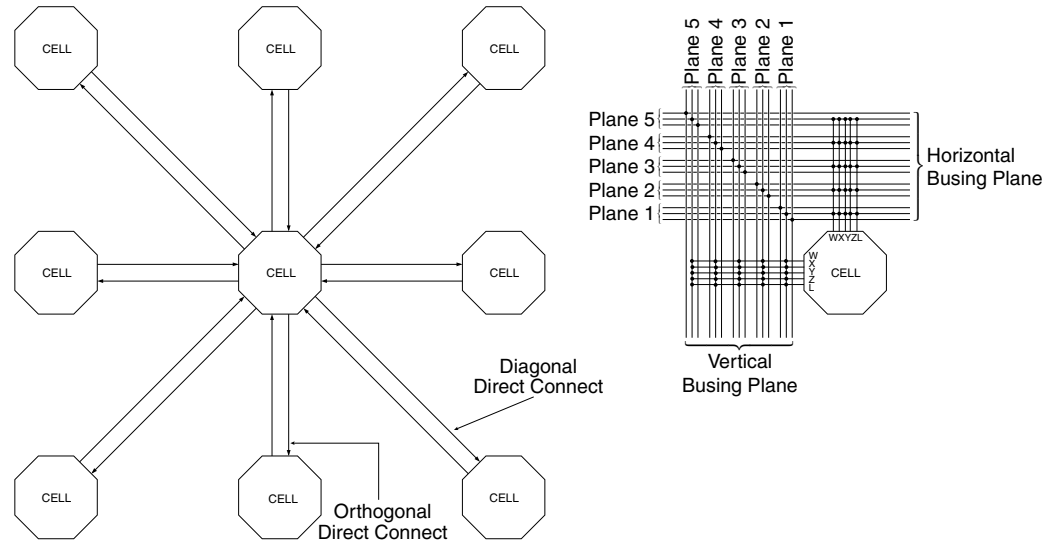 CELL
CELL
CELL
CELL
CELL
CELL
CELL
CELL
CELL
Diagonal
Direct Connect
Orthogonal
Direct Connect
Plane 5
Plane 4
Plane 3
Plane 2
Plane 1
Plane 5
Plane 4
Plane 3
Plane 2
Plane 1
Horizontal
Busing Plane
WXYZL
W
X
Y
Z
L
CELL
Vertical
Busing Plane